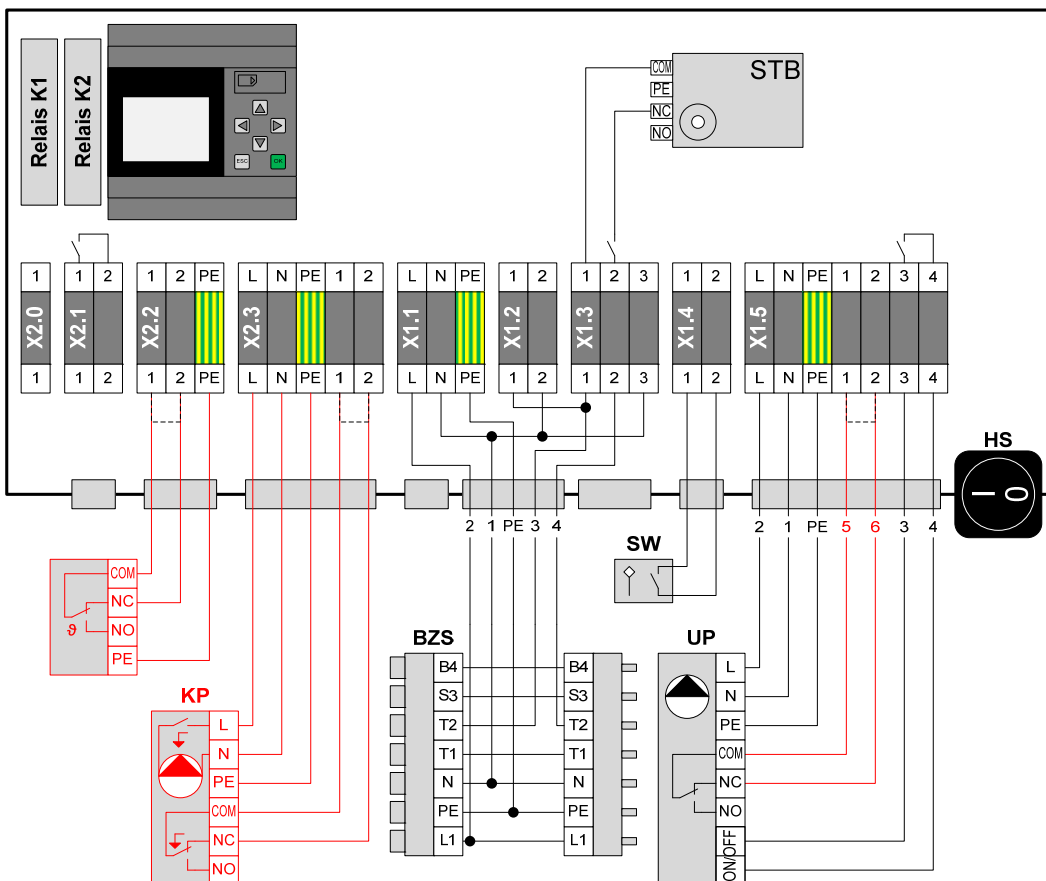 Relais K1
Relais K2
ESC
OK
STB
COM
PE
NC
NO
1
1 2
1 2 PE
L N PE 1 2
L N PE
1 2
1 2 3
1 2
L N PE 1 2 3 4
X2.0
X2.1
X2.2
X2.3
X1.1
X1.2
X1.3
X1.4
X1.5
1
1 2
1 2 PE
L N PE 1 2
L N PE
1 2
1 2 3
1 2
L N PE 1 2 3 4
HS
I
0
2 1 PE 3 4
2 1 PE 5 6 3 4
SW
COM
NC
NO
PE
ϑ
KP
L
N
PE
COM
NC
NO
BZS
B4 B4
S3 S3
T2 T2
T1 T1
N N
PE PE
L1 L1
UP
L
N
PE
COM
NC
NO
ON/OFF